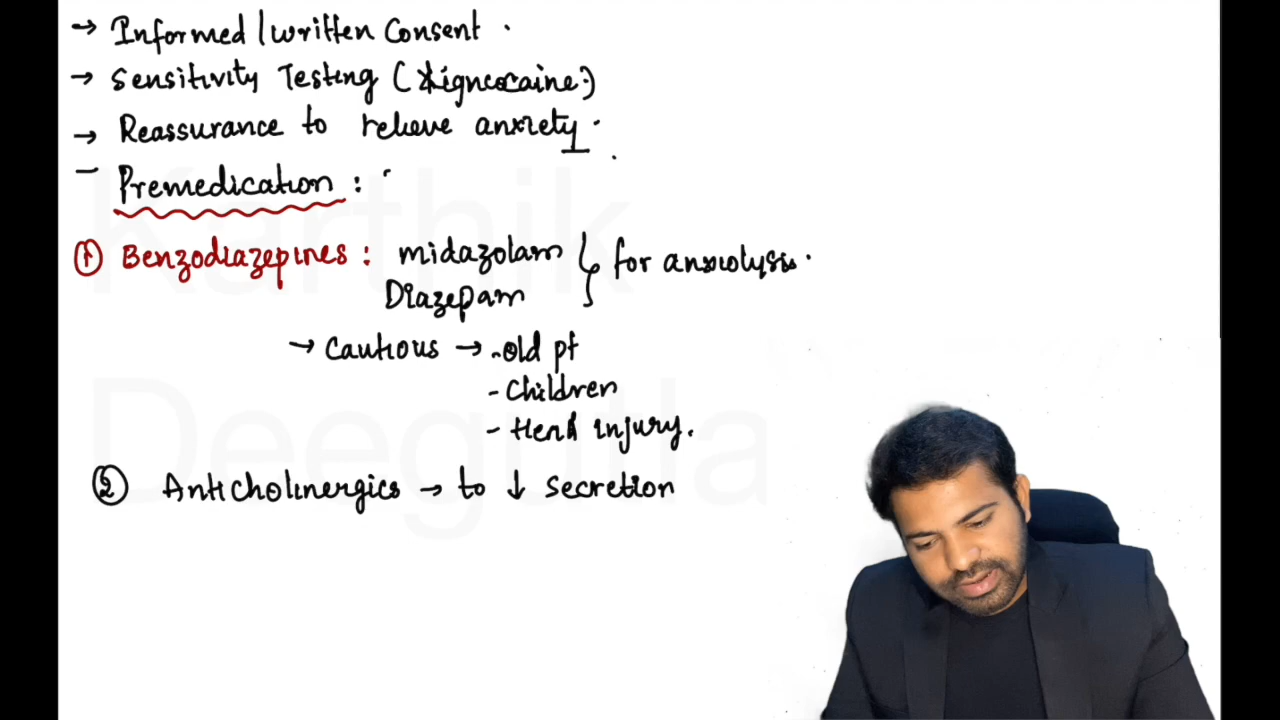 → Informed / written Consent .
→ Sensitivity Testing (Lignocaine.)
→ Reassurance to relieve anxiety.
- Premedication :
① Benzodiazepines : midazolam } for anxiolysis.
Diazepam
→ Cautious → -old pt
- Children
- Head injury.
② Anticholinergics → to ↓ secretion
Karthik